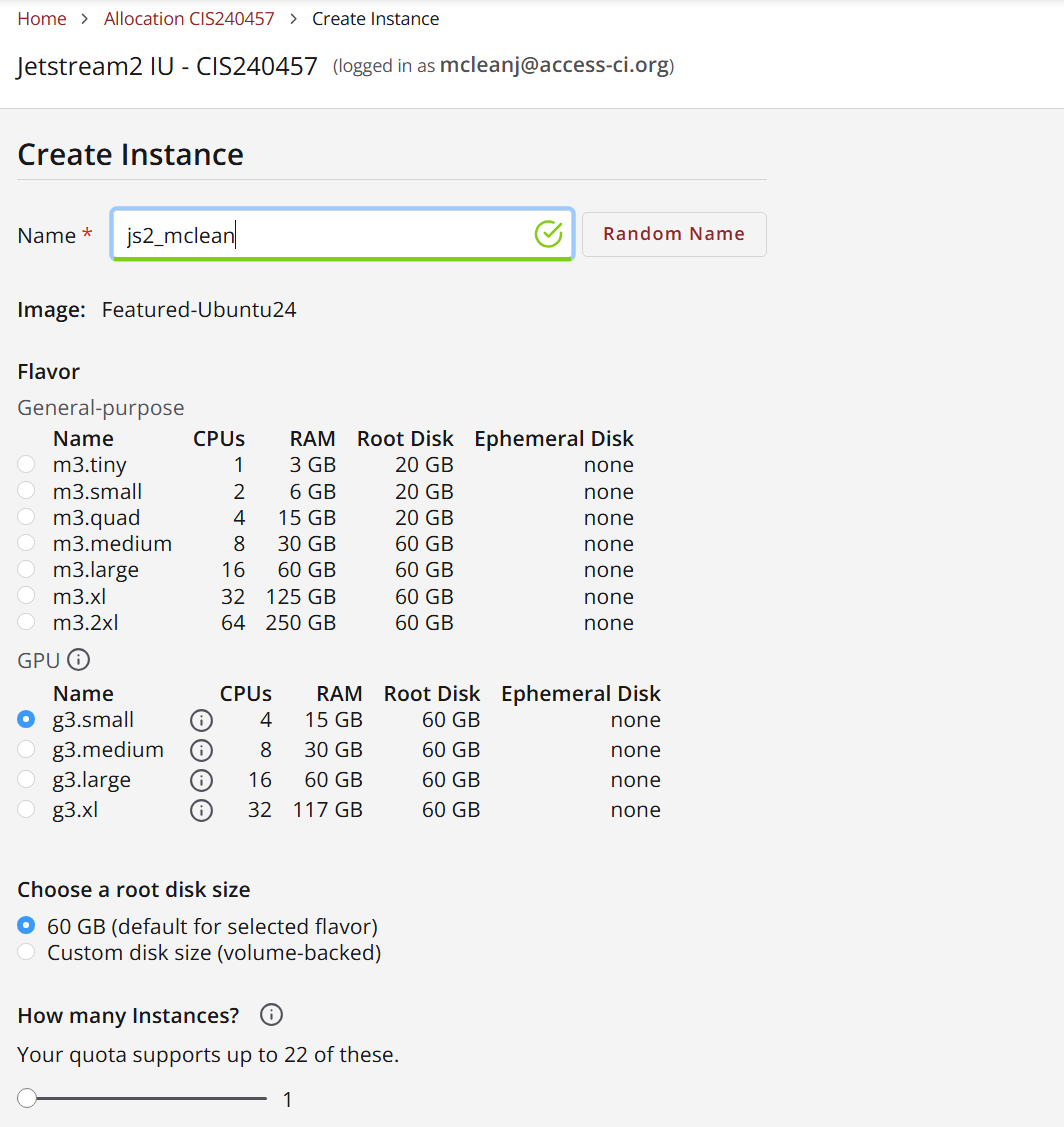 Home > Allocation CIS240457 > Create Instance
Jetstream2 IU - CIS240457 (logged in as mcleanj@access-ci.org)
Create Instance
Name * js2_mclean Random Name
Image: Featured-Ubuntu24
Flavor
General-purpose
Name CPUs RAM Root Disk Ephemeral Disk
m3.tiny 1 3 GB 20 GB none
m3.small 2 6 GB 20 GB none
m3.quad 4 15 GB 20 GB none
m3.medium 8 30 GB 60 GB none
m3.large 16 60 GB 60 GB none
m3.xl 32 125 GB 60 GB none
m3.2xl 64 250 GB 60 GB none
GPU
Name CPUs RAM Root Disk Ephemeral Disk
g3.small 4 15 GB 60 GB none
g3.medium 8 30 GB 60 GB none
g3.large 16 60 GB 60 GB none
g3.xl 32 117 GB 60 GB none
Choose a root disk size
60 GB (default for selected flavor)
Custom disk size (volume-backed)
How many Instances?
Your quota supports up to 22 of these.
1